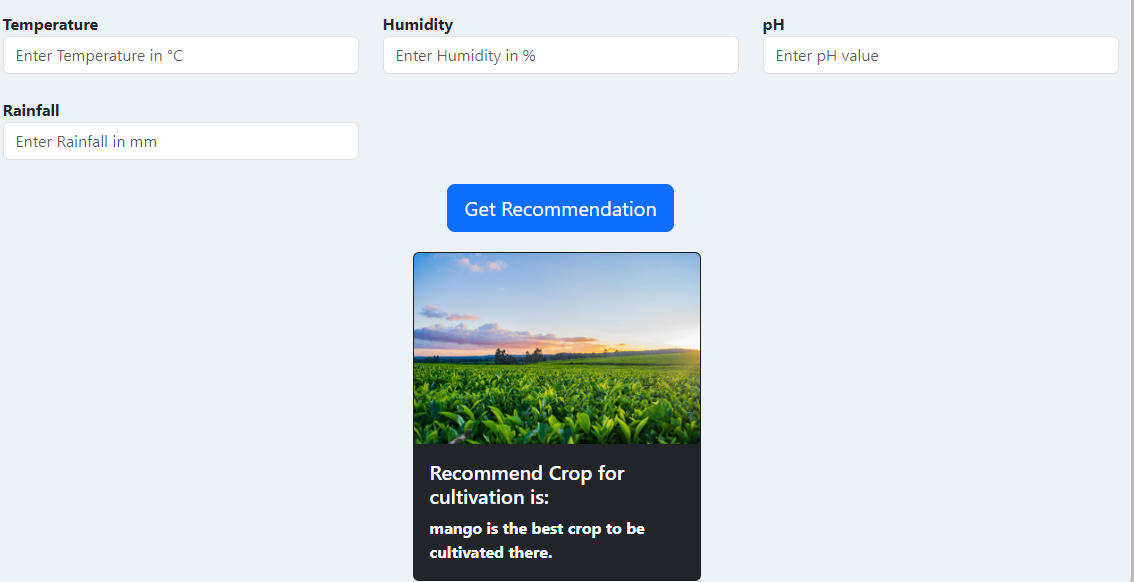 Temperature
Humidity
pH
Enter Temperature in °C
Enter Humidity in %
Enter pH value
Rainfall
Enter Rainfall in mm
Get Recommendation
Recommend Crop for
cultivation is:
mango is the best crop to be
cultivated there.